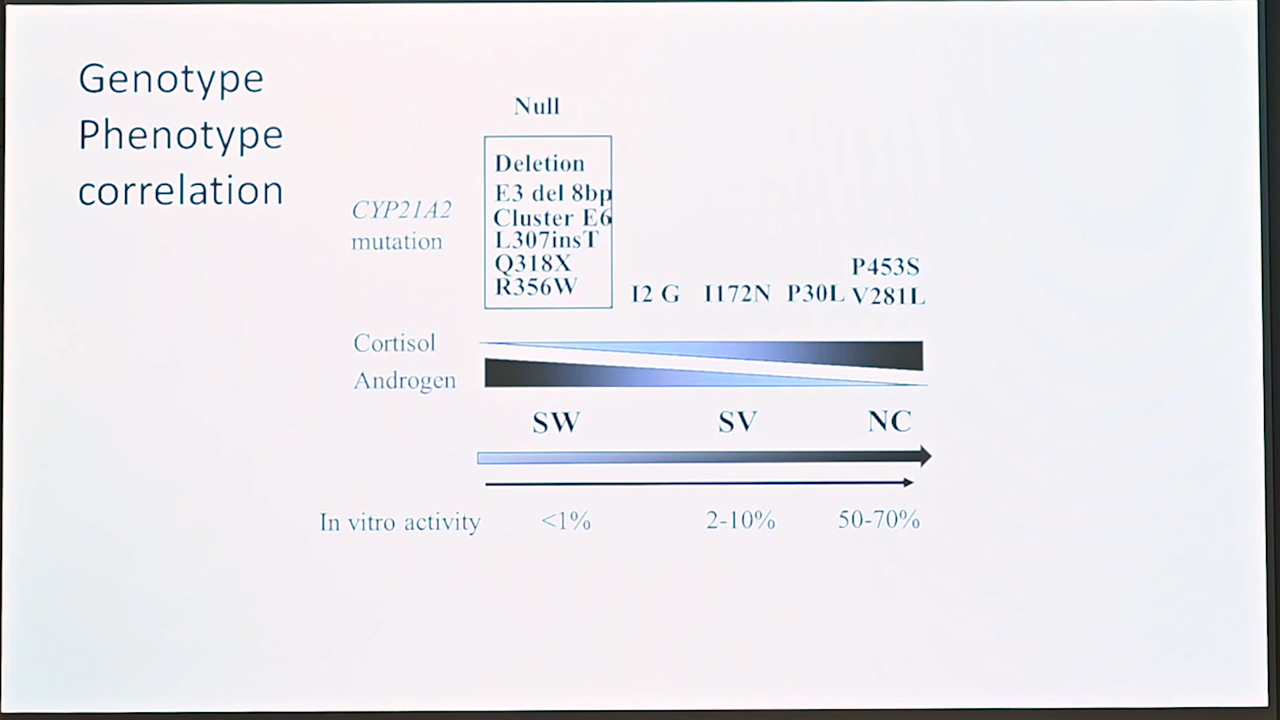 Genotype
Phenotype
correlation
Null
Deletion
E3 del 8bp
Cluster E6
L307insT
Q318X
R356W
CYP21A2
mutation
I2 G
I172N
P30L
P453S
V281L
Cortisol
Androgen
SW
SV
NC
In vitro activity
<1%
2-10%
50-70%